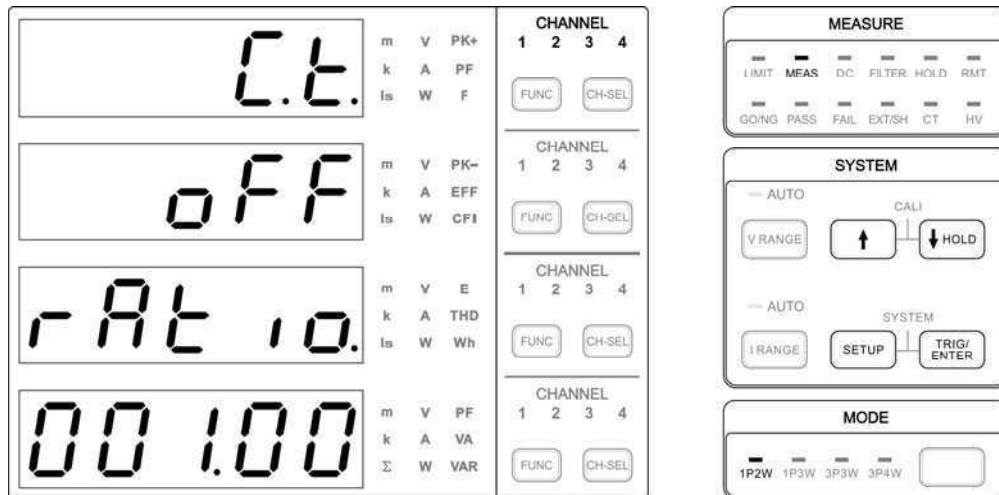 C.t.
m V PK+
k A PF
Is W F
CHANNEL
1 2 3 4
FUNC CH-SEL
oFF
m V PK−
k A EFF
Is W CFI
CHANNEL
1 2 3 4
FUNC CH-SEL
rAtio.
m V E
k A THD
Is W Wh
CHANNEL
1 2 3 4
FUNC CH-SEL
001.00
m V PF
k A VA
Σ W VAR
CHANNEL
1 2 3 4
FUNC CH-SEL
MEASURE
LIMIT MEAS DC FILTER HOLD RMT
GO/NG PASS FAIL EXT/SH CT HV
SYSTEM
AUTO
CALI
V RANGE ↑ ↓ HOLD
AUTO
SYSTEM
I RANGE SETUP TRIG/
ENTER
MODE
1P2W 1P3W 3P3W 3P4W